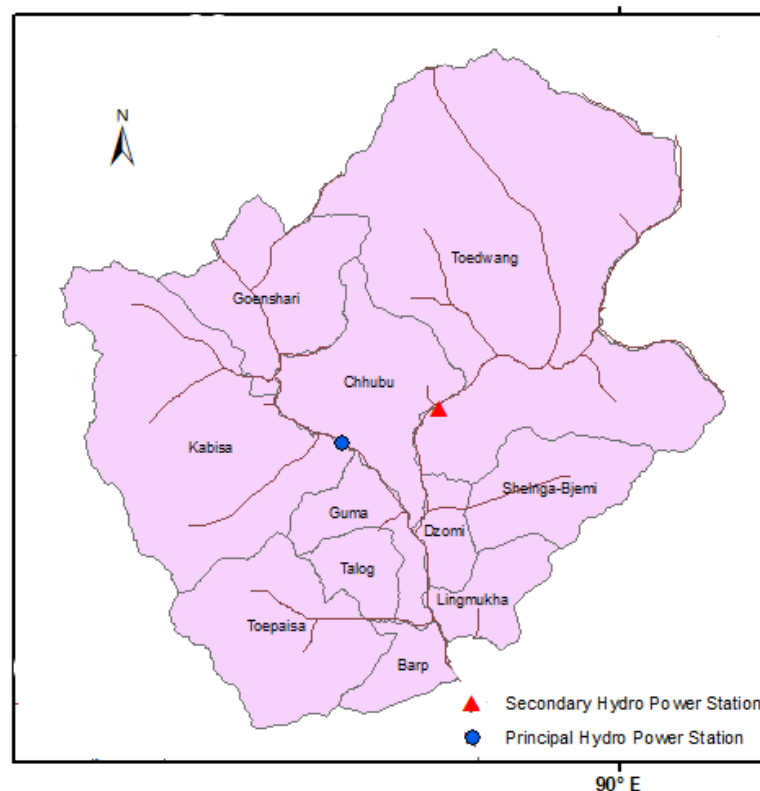 N
Toedwang
Goenshari
Chhubu
Kabisa
Shelnga-Bjemi
Guma
Dzomi
Talog
Lingmukha
Toepaisa
Barp
Secondary Hydro Power Station
Principal Hydro Power Station
90° E